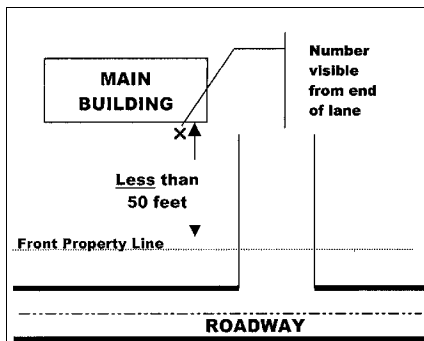 MAIN
BUILDING
Number
visible
from end
of lane
X
Less than
50 feet
Front Property Line
ROADWAY